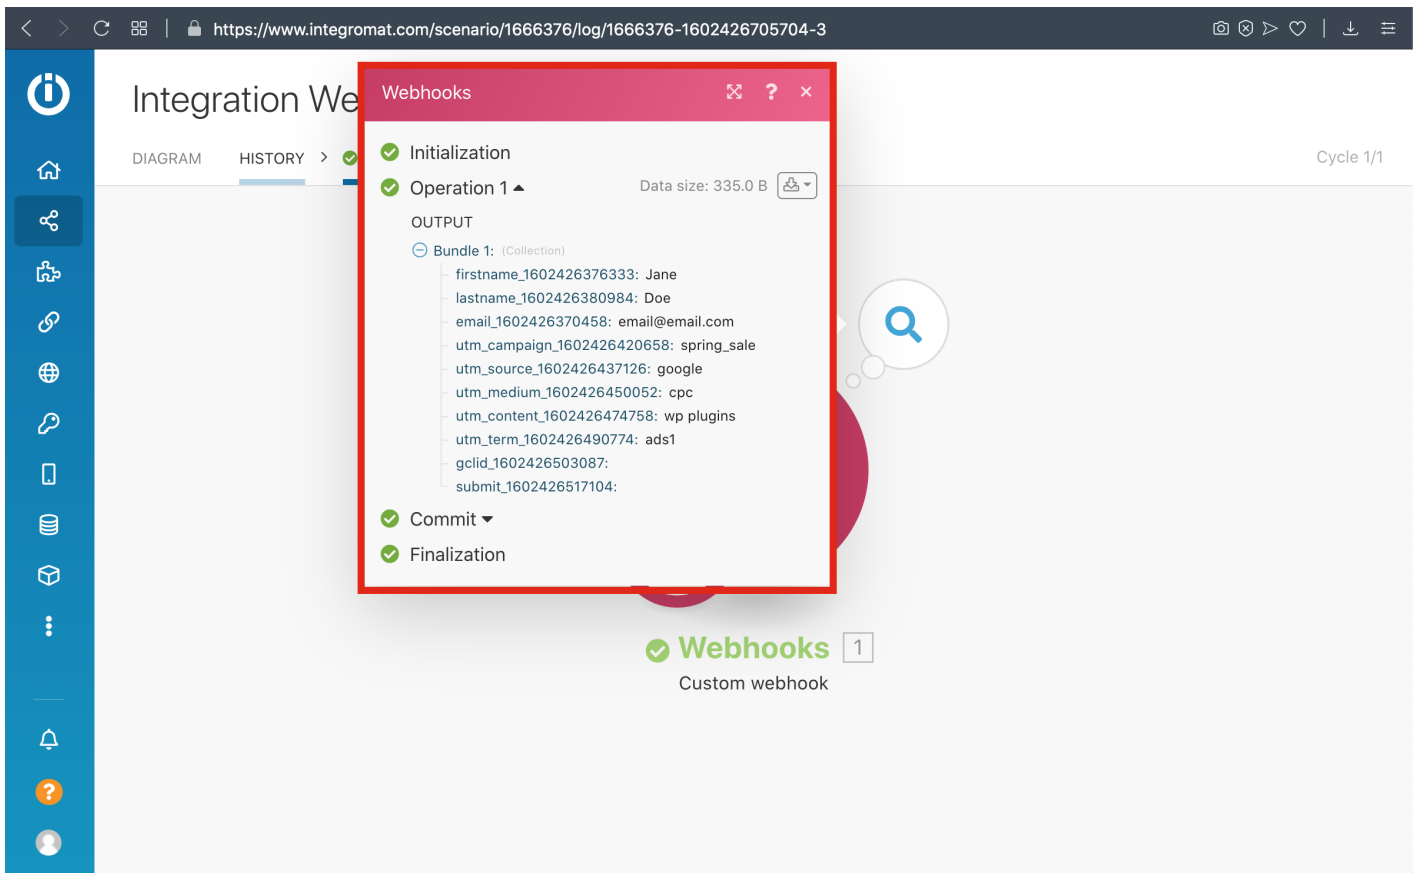 https://www.integromat.com/scenario/1666376/log/1666376-1602426705704-3
Integration We
DIAGRAM HISTORY >
Cycle 1/1
Webhooks ?
Initialization
Operation 1 Data size: 335.0 B
OUTPUT
Bundle 1: (Collection)
firstname_1602426376333: Jane
lastname_1602426380984: Doe
email_1602426370458: email@email.com
utm_campaign_1602426420658: spring_sale
utm_source_1602426437126: google
utm_medium_1602426450052: cpc
utm_content_1602426474758: wp plugins
utm_term_1602426490774: ads1
gclid_1602426503087:
submit_1602426517104:
Commit
Finalization
Webhooks 1
Custom webhook
?